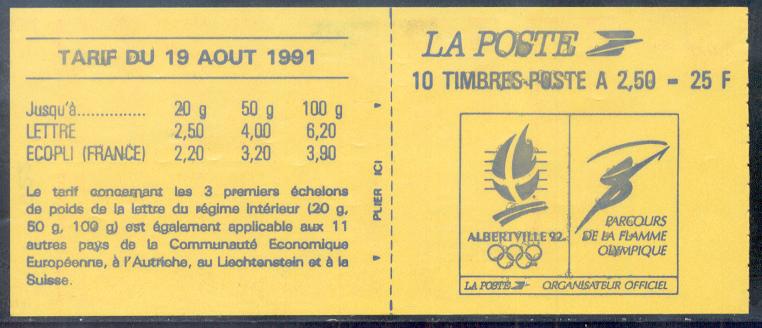 TARIF DU 19 AOUT 1991
Jusqu'à............... 20 g 50 g 100 g
LETTRE 2,50 4,00 6,20
ECOPLI (FRANCE) 2,20 3,20 3,90
Le tarif concernant les 3 premiers échelons
de poids de la lettre du régime intérieur (20 g,
50 g, 100 g) est également applicable aux 11
autres pays de la Communauté Economique
Européenne, à l'Autriche, au Liechtenstein et à la
Suisse.
PLIER ICI
LA POSTE
10 TIMBRES-POSTE A 2,50 = 25 F
ALBERTVILLE 92
PARCOURS
DE LA FLAMME
OLYMPIQUE
LA POSTE ORGANISATEUR OFFICIEL